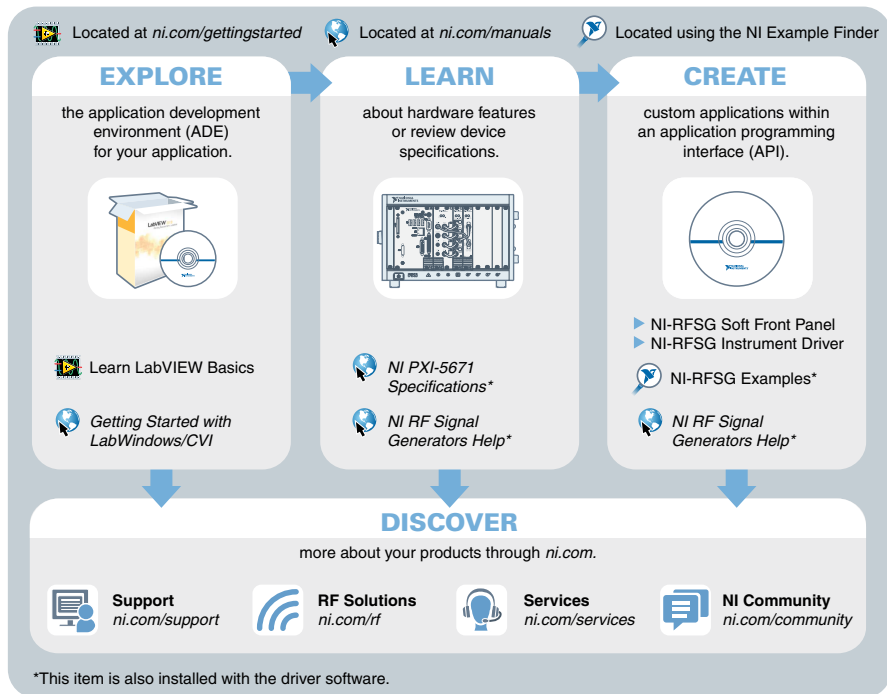 Located at ni.com/gettingstarted
Located at ni.com/manuals
Located using the NI Example Finder
EXPLORE
the application development
environment (ADE)
for your application.
LabVIEW
Learn LabVIEW Basics
Getting Started with
LabWindows/CVI
LEARN
about hardware features
or review device
specifications.
NATIONAL
INSTRUMENTS
NI PXI-5671
Specifications*
NI RF Signal
Generators Help*
CREATE
custom applications within
an application programming
interface (API).
NATIONAL
INSTRUMENTS
NI-RFSG Soft Front Panel
NI-RFSG Instrument Driver
NI-RFSG Examples*
NI RF Signal
Generators Help*
DISCOVER
more about your products through ni.com.
Support
ni.com/support
RF Solutions
ni.com/rf
Services
ni.com/services
NI Community
ni.com/community
*This item is also installed with the driver software.